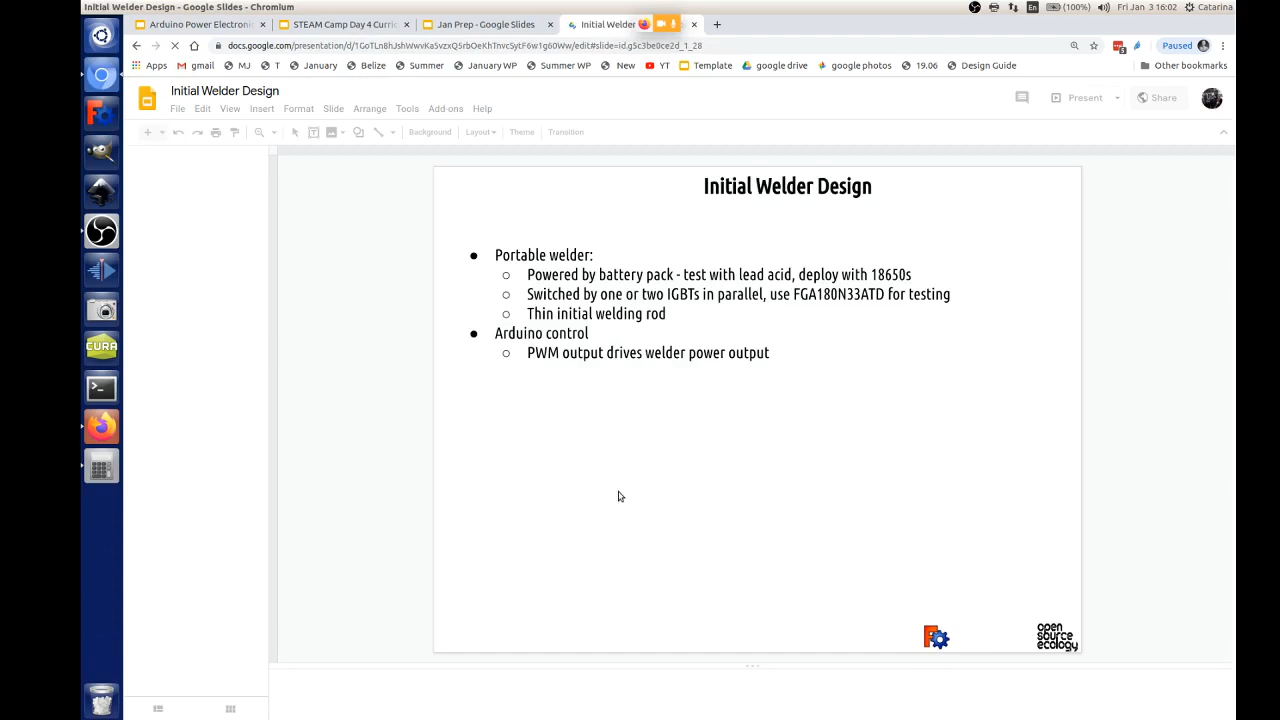 Initial Welder Design - Google Slides - Chromium
En (100%) Fri Jan 3 16:02 Catarina
Arduino Power Electroni
STEAM Camp Day 4 Curric
Jan Prep - Google Slides
Initial Welder
docs.google.com/presentation/d/1GoTLn8hJshWwvKa5vzxQ5rbOeKhTnvcSytF6wTg60Ww/edit#slide=id.g5c3be0ce2d_1_28
Paused
Apps gmail MJ T January Belize Summer January WP Summer WP New YT Template google drive google photos 19.06 Design Guide Other bookmarks
Initial Welder Design
File Edit View Insert Format Slide Arrange Tools Add-ons Help
Present Share
Background Layout Theme Transition
Initial Welder Design
● Portable welder:
○ Powered by battery pack - test with lead acid, deploy with 18650s
○ Switched by one or two IGBTs in parallel, use FGA180N33ATD for testing
○ Thin initial welding rod
● Arduino control
○ PWM output drives welder power output
CURA
open
source
ecology